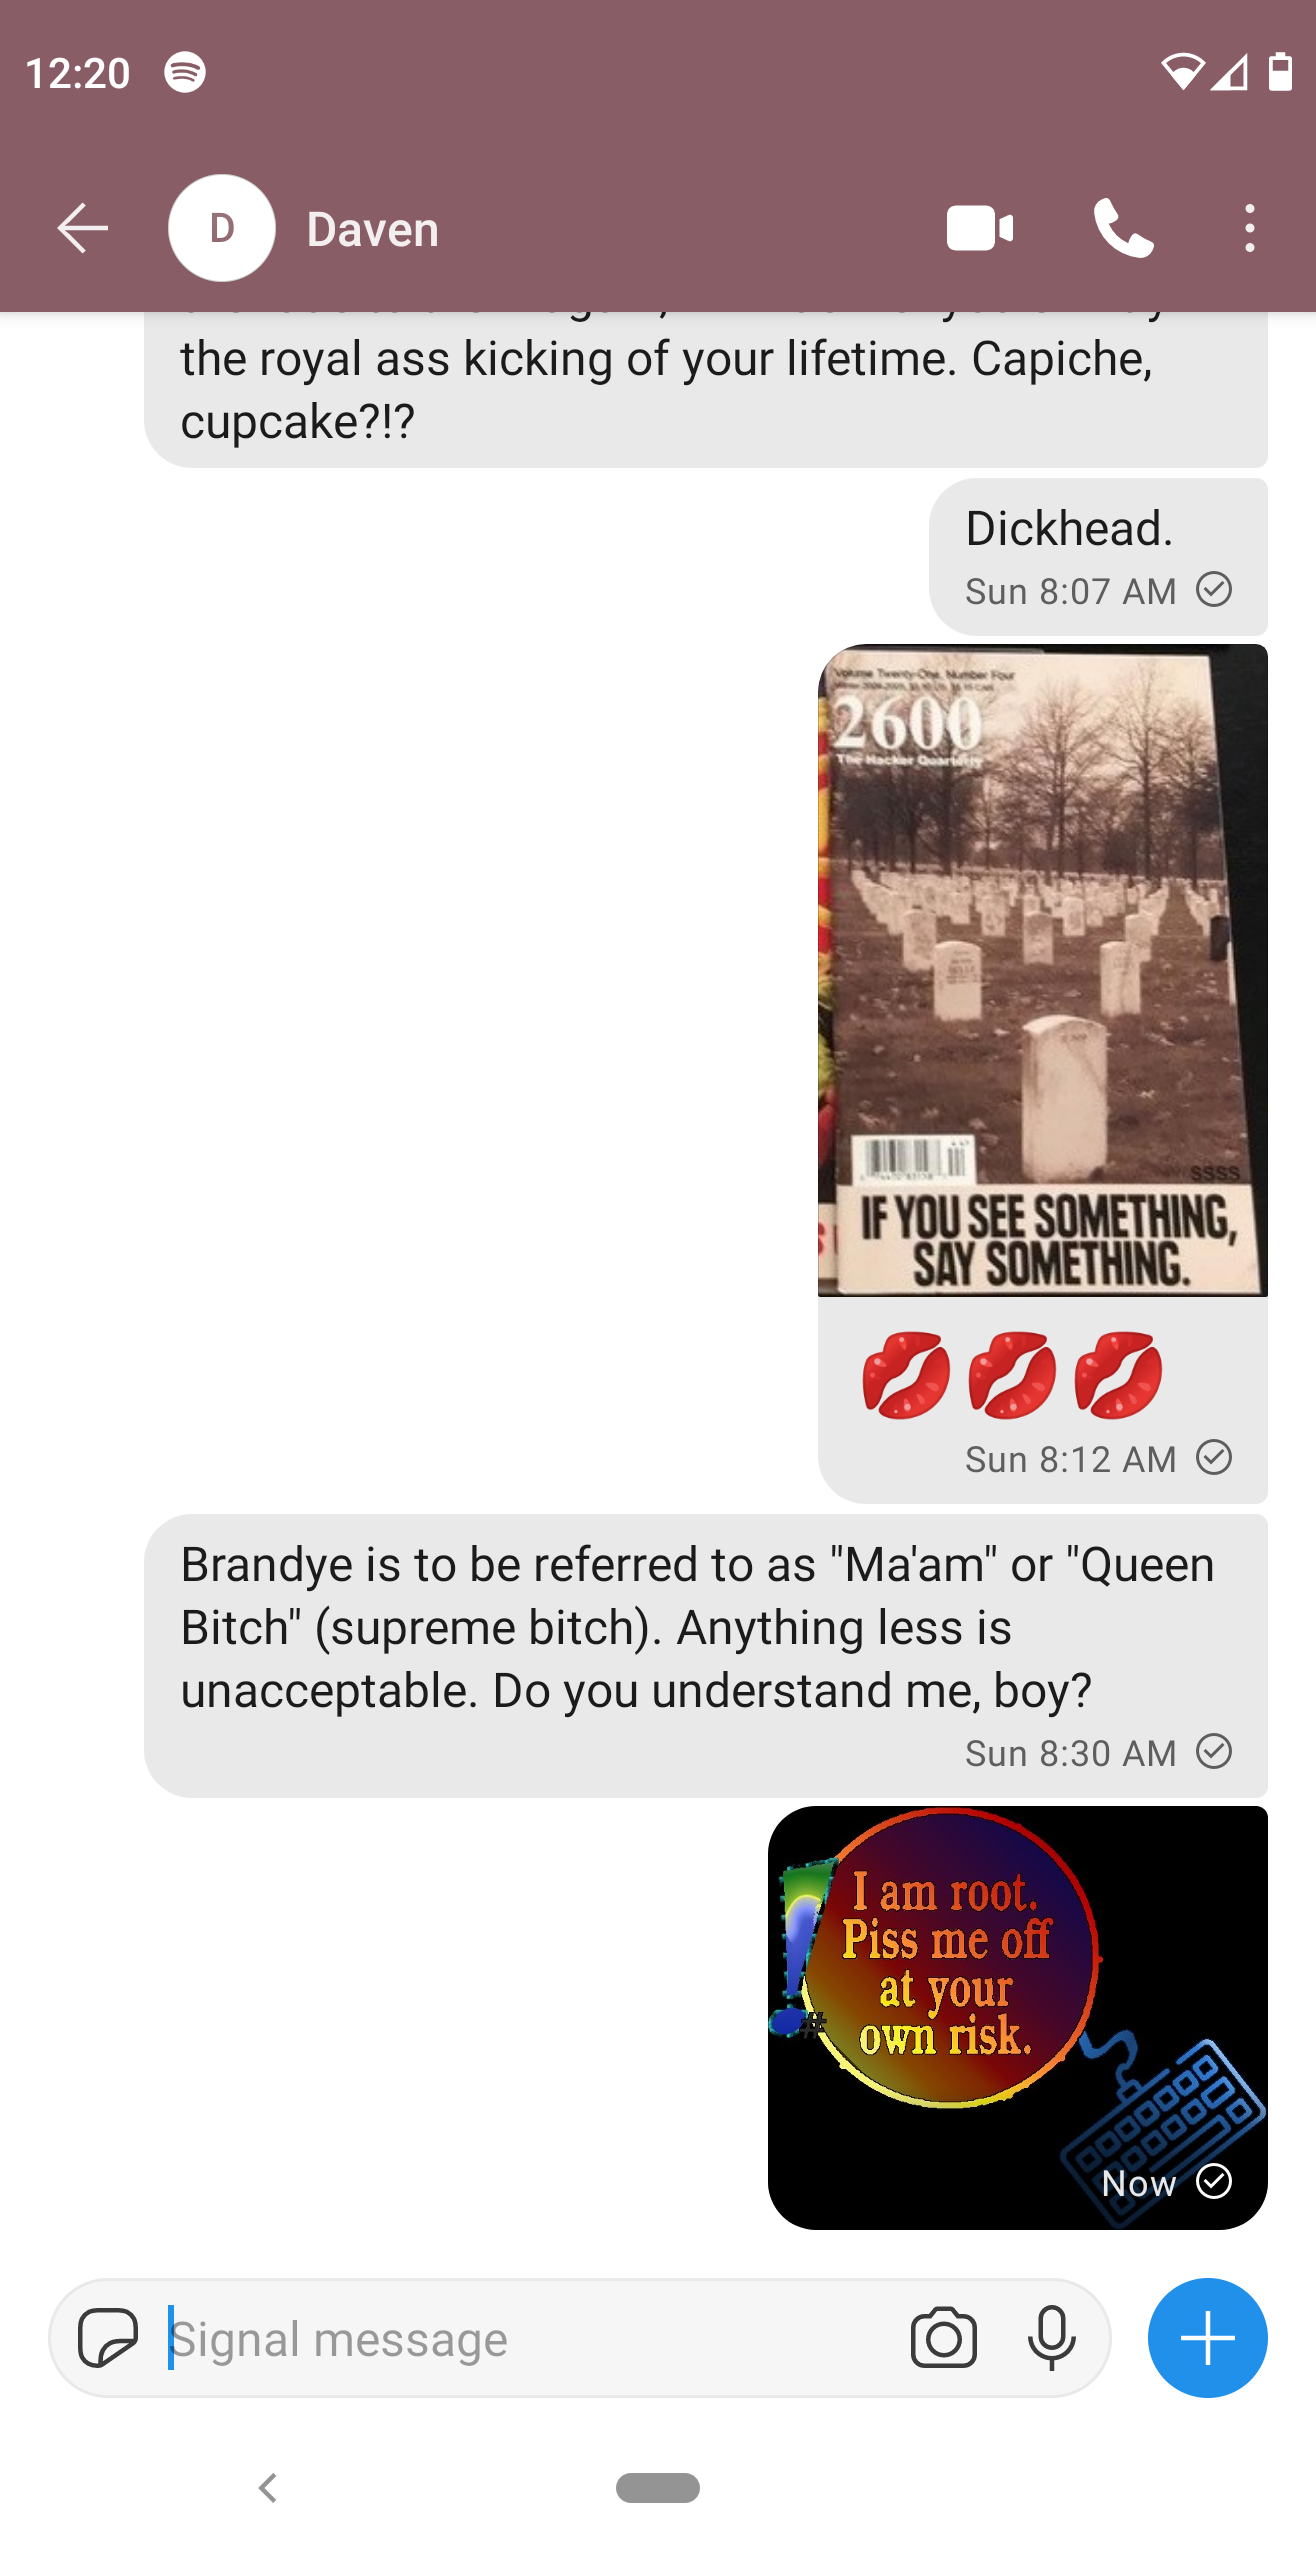 12:20
D
Daven
the royal ass kicking of your lifetime. Capiche,
cupcake?!?
Dickhead.
Sun 8:07 AM
Volume Twenty-One, Number Four
2600
The Hacker Quarterly
$$$$
IF YOU SEE SOMETHING,
SAY SOMETHING.
Sun 8:12 AM
Brandye is to be referred to as "Ma'am" or "Queen
Bitch" (supreme bitch). Anything less is
unacceptable. Do you understand me, boy?
Sun 8:30 AM
I am root.
Piss me off
at your
own risk.
#
Now
Signal message